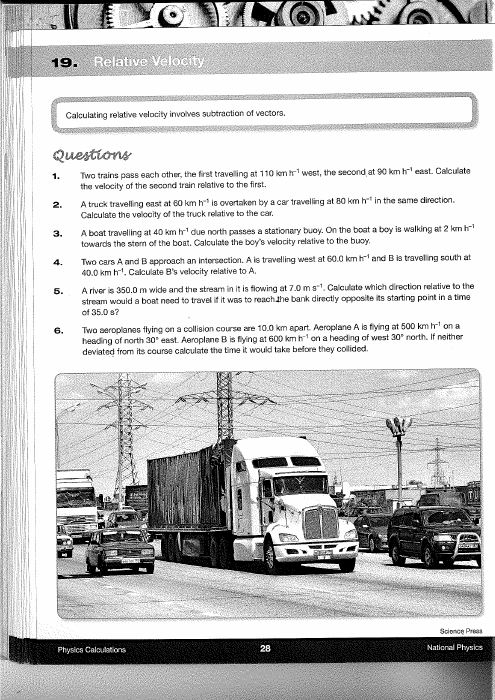 19. Relative Velocity
Calculating relative velocity involves subtraction of vectors.
Questions
1. Two trains pass each other, the first travelling at 110 km h⁻¹ west, the second at 90 km h⁻¹ east. Calculate
the velocity of the second train relative to the first.
2. A truck travelling east at 60 km h⁻¹ is overtaken by a car travelling at 80 km h⁻¹ in the same direction.
Calculate the velocity of the truck relative to the car.
3. A boat travelling at 40 km h⁻¹ due north passes a stationary buoy. On the boat a boy is walking at 2 km h⁻¹
towards the stern of the boat. Calculate the boy's velocity relative to the buoy.
4. Two cars A and B approach an intersection. A is travelling west at 60.0 km h⁻¹ and B is travelling south at
40.0 km h⁻¹. Calculate B's velocity relative to A.
5. A river is 350.0 m wide and the stream in it is flowing at 7.0 m s⁻¹. Calculate which direction relative to the
stream would a boat need to travel if it was to reach the bank directly opposite its starting point in a time
of 35.0 s?
6. Two aeroplanes flying on a collision course are 10.0 km apart. Aeroplane A is flying at 500 km h⁻¹ on a
heading of north 30° east. Aeroplane B is flying at 600 km h⁻¹ on a heading of west 30° north. If neither
deviated from its course calculate the time it would take before they collided.
Science Press
Physics Calculations 28 National Physics